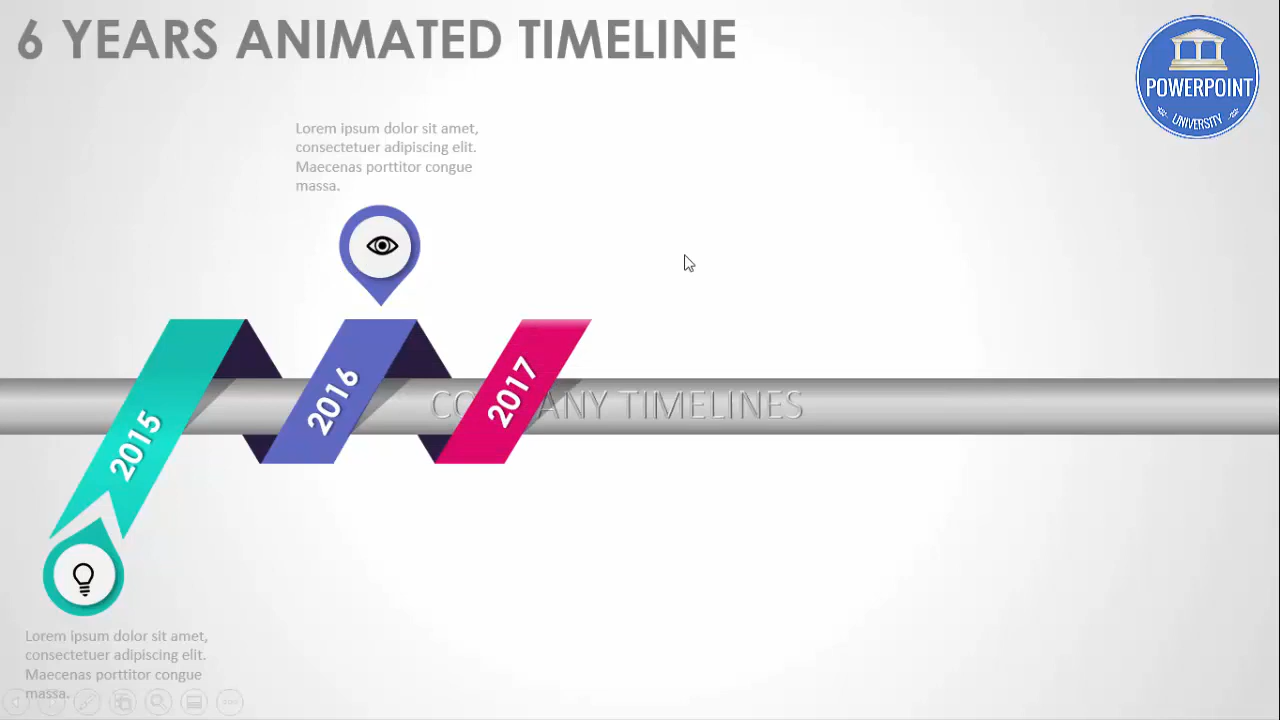 6 YEARS ANIMATED TIMELINE
POWERPOINT
UNIVERSITY
Lorem ipsum dolor sit amet,
consectetuer adipiscing elit.
Maecenas porttitor congue
massa.
2015
2016
2017
COMPANY TIMELINES
Lorem ipsum dolor sit amet,
consectetuer adipiscing elit.
Maecenas porttitor congue
massa.